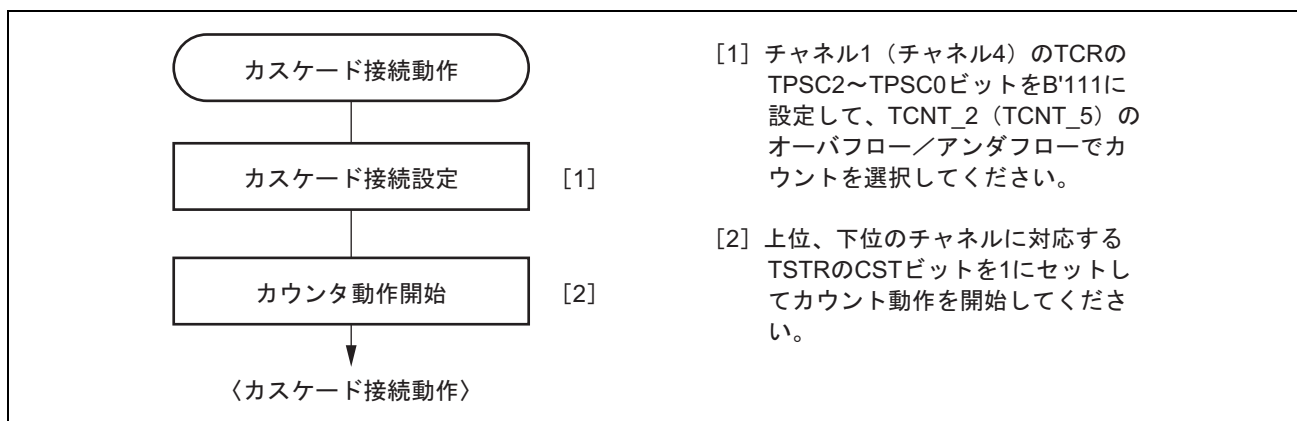 カスケード接続動作
カスケード接続設定 [1]
カウンタ動作開始 [2]
〈カスケード接続動作〉
[1] チャネル1（チャネル4）のTCRの
TPSC2～TPSC0ビットをB'111に
設定して、TCNT_2（TCNT_5）の
オーバフロー／アンダフローでカ
ウントを選択してください。
[2] 上位、下位のチャネルに対応する
TSTRのCSTビットを1にセットし
てカウント動作を開始してくださ
い。